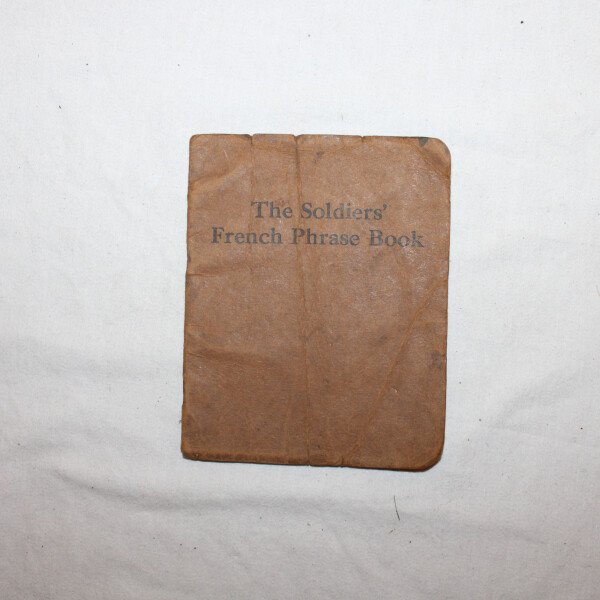 The Soldiers'
French Phrase Book